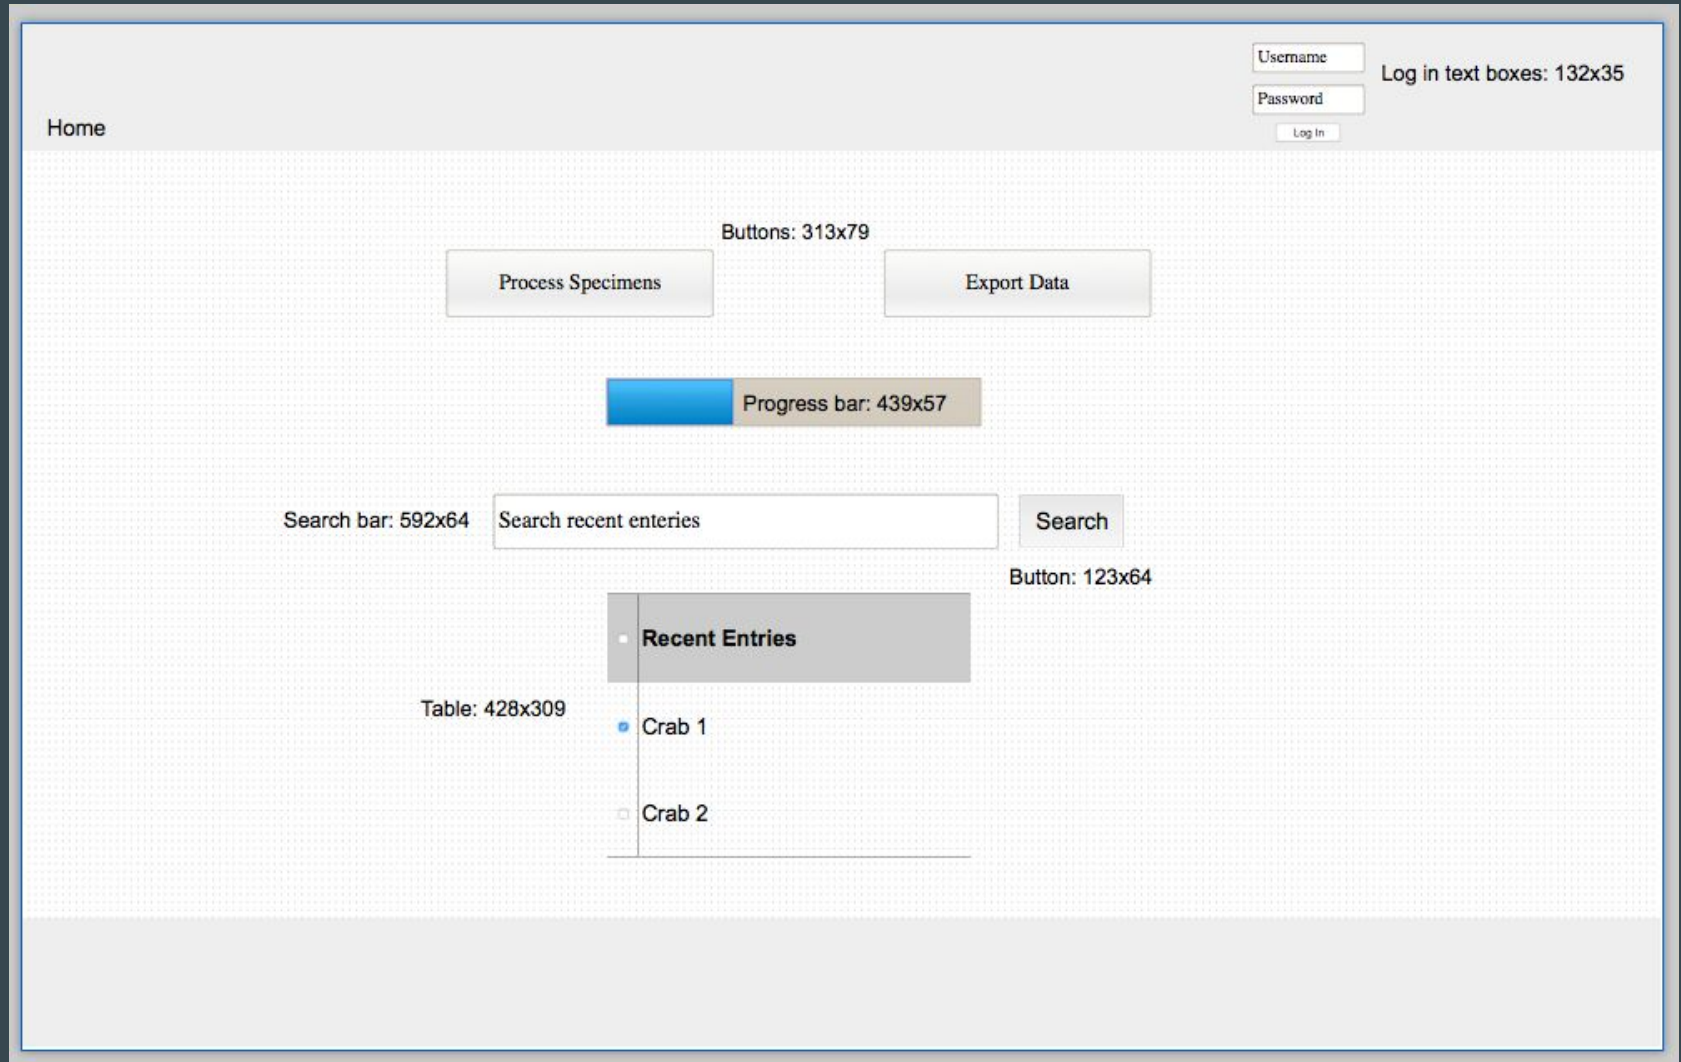 Username
Log in text boxes: 132x35
Password
Log In
Home
Buttons: 313x79
Process Specimens
Export Data
Progress bar: 439x57
Search bar: 592x64
Search recent enteries
Search
Button: 123x64
Recent Entries
Table: 428x309
Crab 1
Crab 2